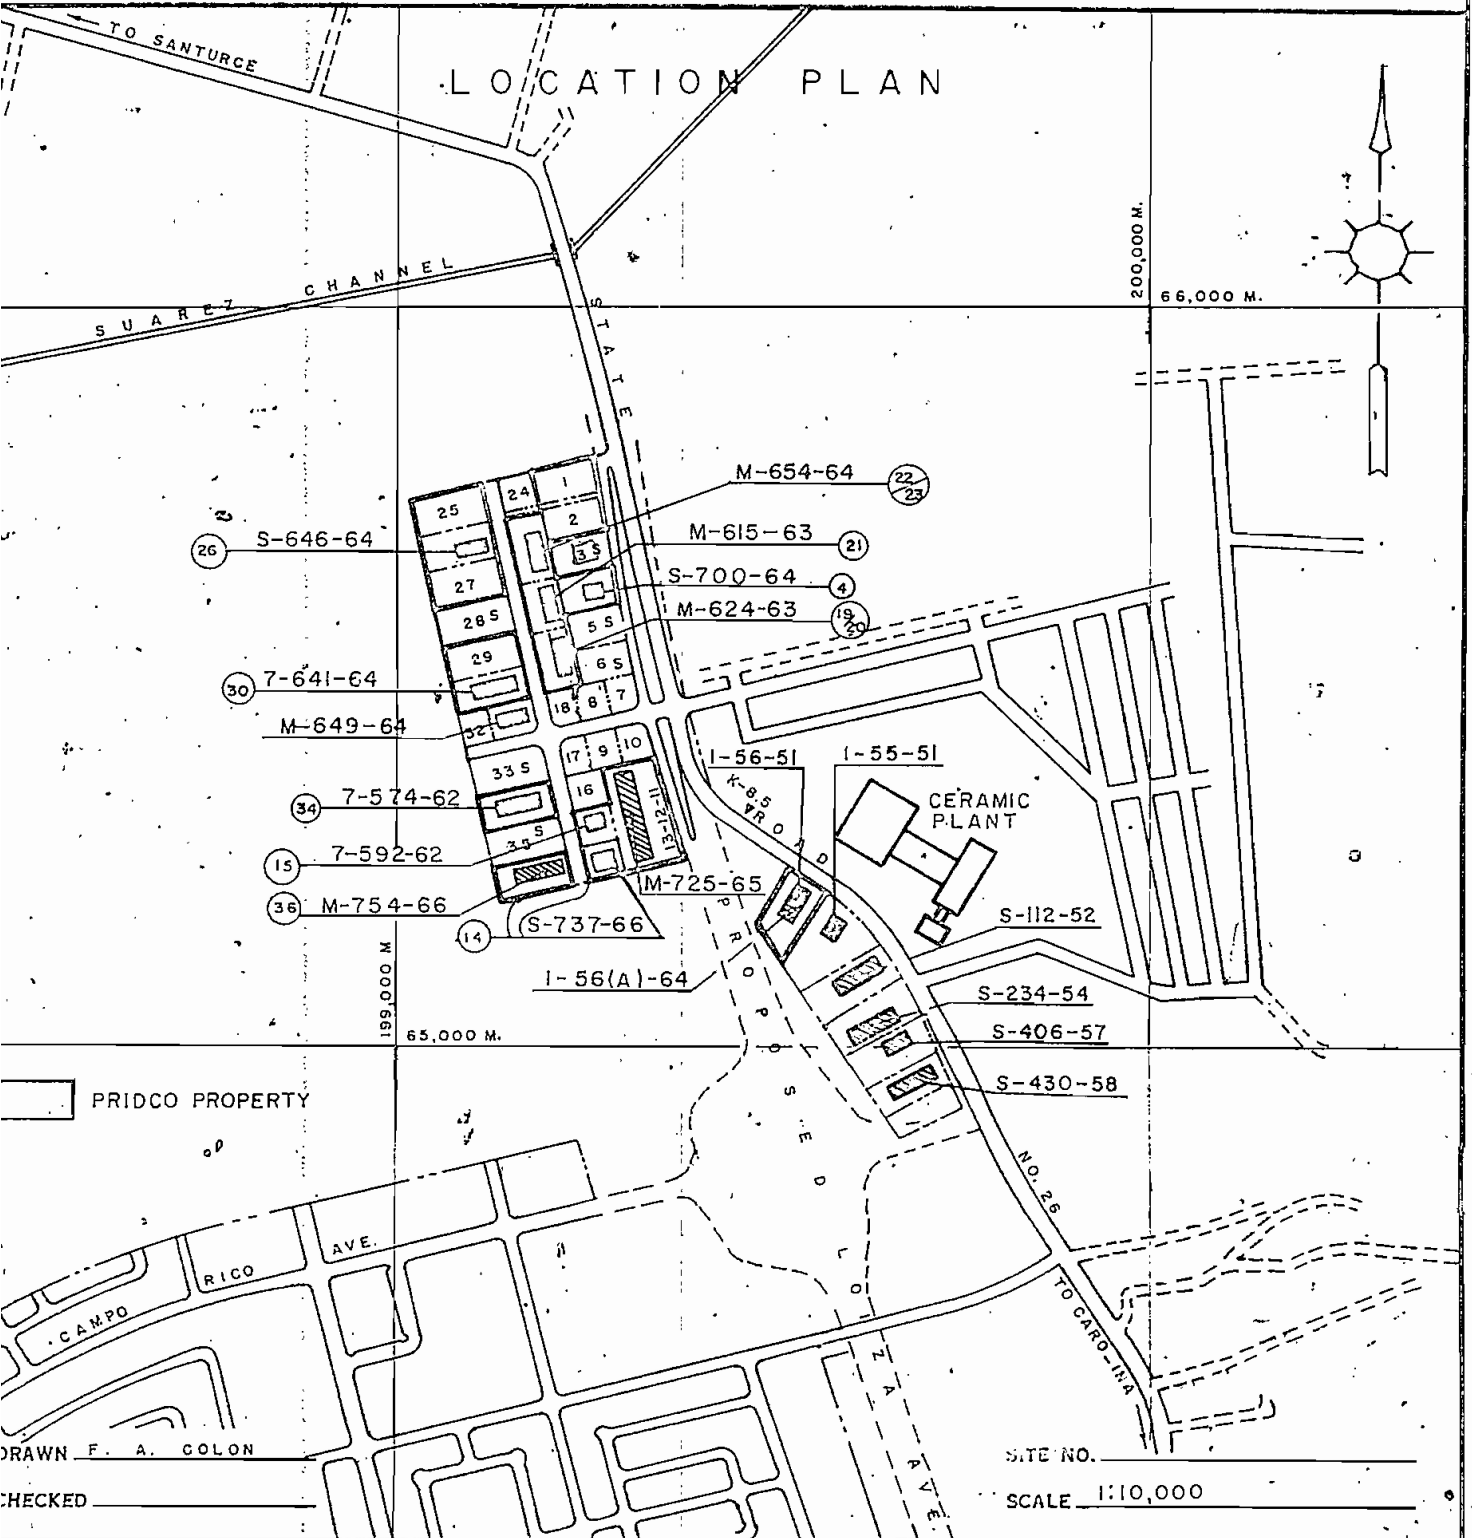 TO SANTURCE
LOCATION PLAN
SUAREZ CHANNEL
200,000 M.
66,000 M.
STATE
M-654-64
22/23
M-615-63
21
S-700-64
4
M-624-63
19/20
26
S-646-64
30
7-641-64
M-649-64
34
7-574-62
15
7-592-62
36
M-754-66
14
S-737-66
M-725-65
25
24
1
2
3 S
27
28 S
5 S
29
6 S
18
8
7
32
33 S
17
9
10
16
35 S
13-12-11
1-56-51
1-55-51
K-8.5
ROAD
CERAMIC
PLANT
S-112-52
1-56(A)-64
S-234-54
S-406-57
S-430-58
199,000 M
65,000 M.
PRIDCO PROPERTY
PROPOSED LOIZA AVE.
NO. 26
CAMPO RICO AVE.
TO CAROLINA
DRAWN F. A. COLON
CHECKED
SITE NO.
SCALE 1:10,000